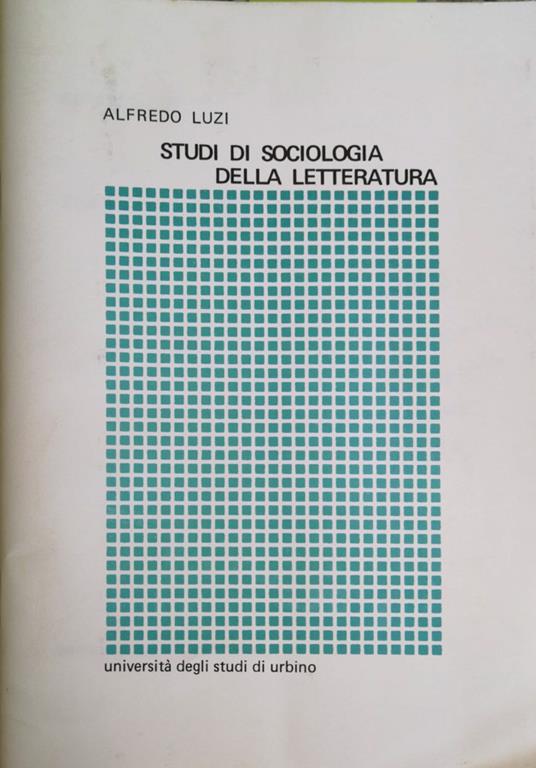 ALFREDO LUZI
STUDI DI SOCIOLOGIA
DELLA LETTERATURA
università degli studi di urbino